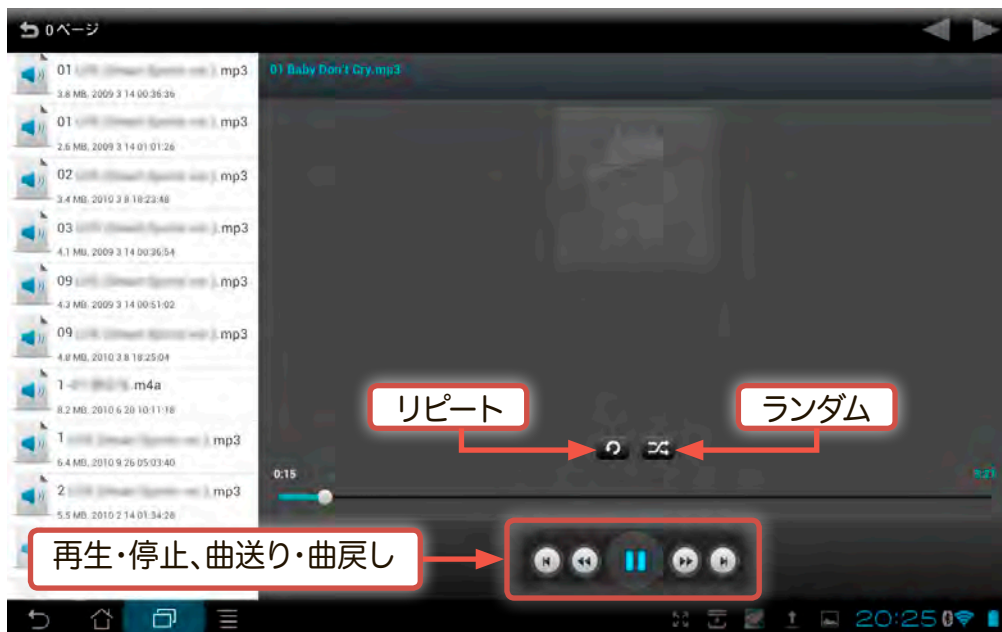 0ページ
01 .mp3
3.8 MB, 2009 3 14 00:36:36
01 .mp3
2.6 MB, 2009 3 14 01:01:26
02 .mp3
3.4 MB, 2010 3 8 18:23:48
03 .mp3
4.1 MB, 2009 3 14 00:36:54
09 .mp3
4.3 MB, 2009 3 14 00:51:02
09 .mp3
4.8 MB, 2010 3 8 18:25:04
1 .m4a
8.2 MB, 2010 6 20 10:11:18
1 .mp3
6.4 MB, 2010 9 26 05:03:40
2 .mp3
5.5 MB, 2010 2 14 01:34:28
01 Baby Don't Cry.mp3
リピート
ランダム
0:15
再生・停止、曲送り・曲戻し
20:25